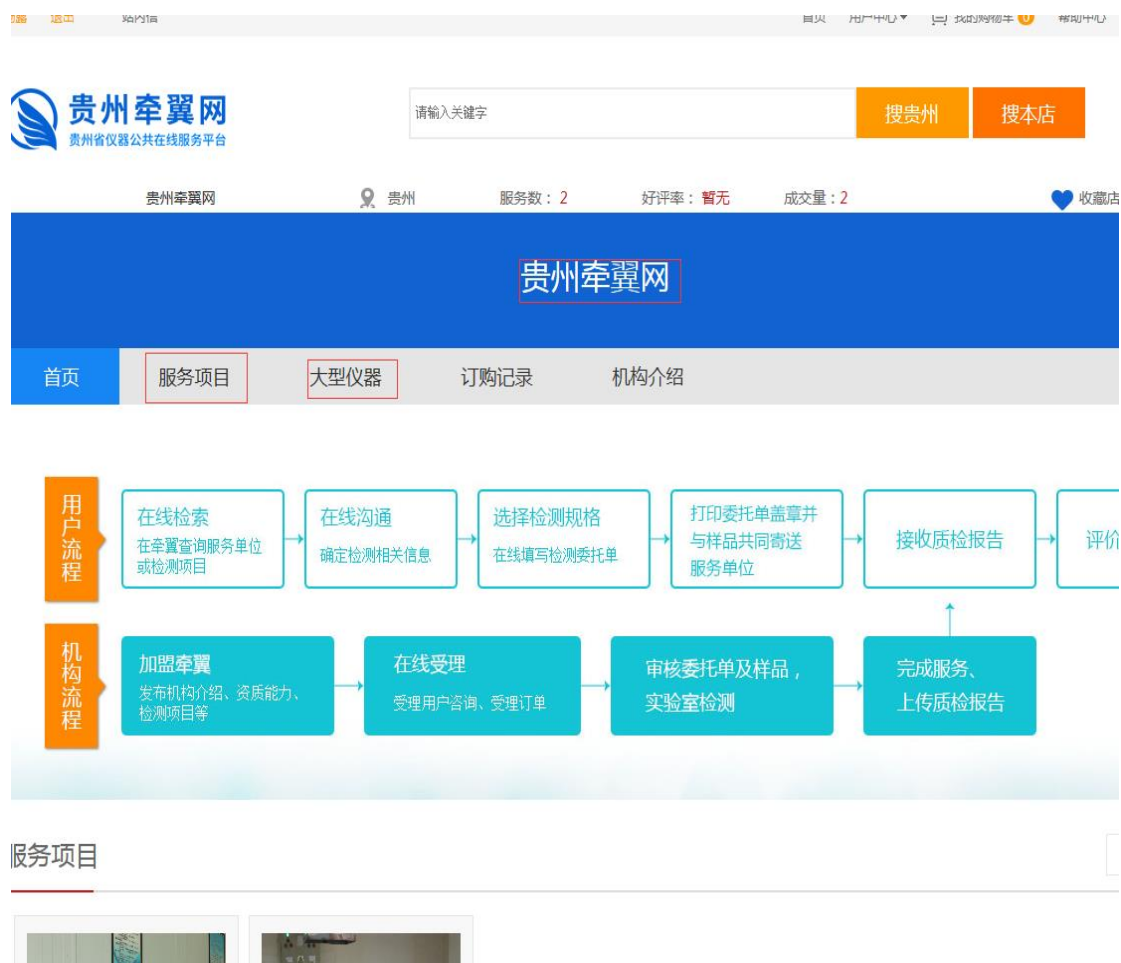 退出 站内信 首页 用户中心 我的购物车 0 帮助中心
贵州牵翼网
贵州省仪器公共在线服务平台
请输入关键字
搜贵州
搜本店
贵州牵翼网 贵州 服务数：2 好评率：暂无 成交量：2 收藏店
贵州牵翼网
首页 服务项目 大型仪器 订购记录 机构介绍
用户流程
在线检索
在牵翼查询服务单位
或检测项目
在线沟通
确定检测相关信息
选择检测规格
在线填写检测委托单
打印委托单盖章并
与样品共同寄送
服务单位
接收质检报告
评价
机构流程
加盟牵翼
发布机构介绍、资质能力、
检测项目等
在线受理
受理用户咨询、受理订单
审核委托单及样品，
实验室检测
完成服务、
上传质检报告
服务项目